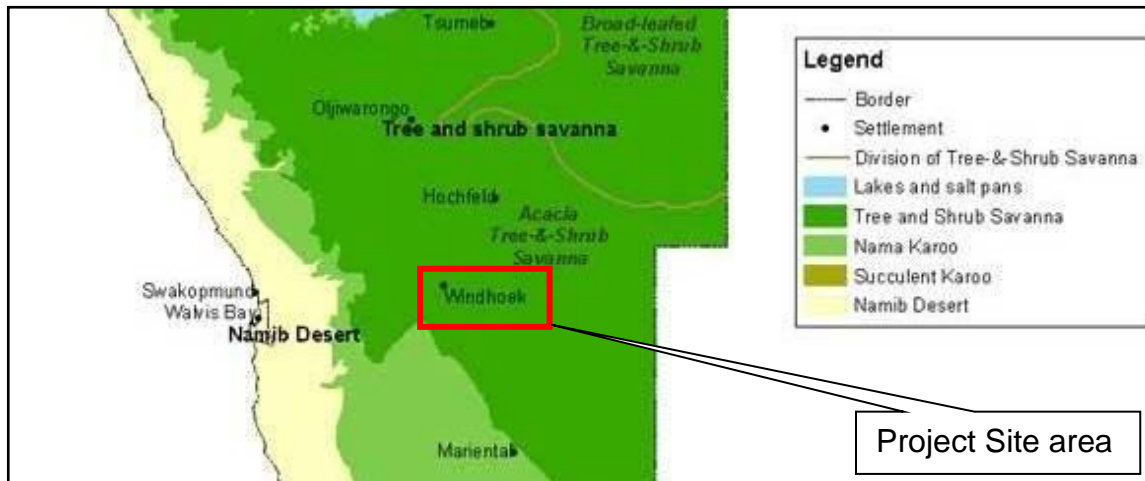 Tsumeb
Broad-leafed
Tree-&-Shrub
Savanna
Otjiwarongo
Tree and shrub savanna
Hochfeld
Acacia
Tree-&-Shrub
Savanna
Windhoek
Swakopmund
Walvis Bay
Namib Desert
Mariental
Legend
Border
Settlement
Division of Tree-&-Shrub Savanna
Lakes and salt pans
Tree and Shrub Savanna
Nama Karoo
Succulent Karoo
Namib Desert
Project Site area